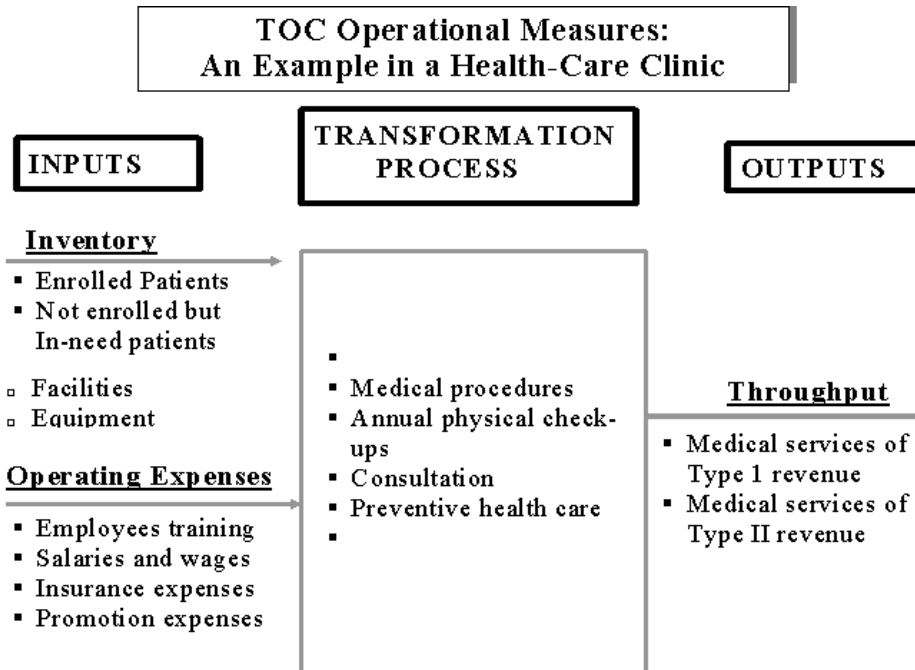 TOC Operational Measures:
An Example in a Health-Care Clinic
INPUTS
TRANSFORMATION
PROCESS
OUTPUTS
Inventory
▪ Enrolled Patients
▪ Not enrolled but
In-need patients
▫ Facilities
▫ Equipment
Operating Expenses
▪ Employees training
▪ Salaries and wages
▪ Insurance expenses
▪ Promotion expenses
▪
▪ Medical procedures
▪ Annual physical check-
ups
▪ Consultation
▪ Preventive health care
▪
Throughput
▪ Medical services of
Type 1 revenue
▪ Medical services of
Type II revenue